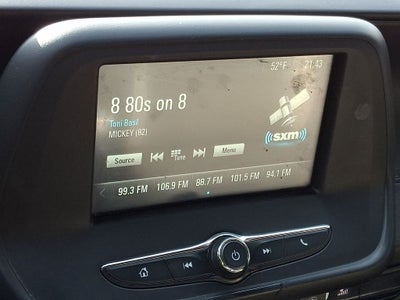 52°F 21:43
8 80s on 8
Toni Basil
MICKEY (82)
sxm
Source Tune Menu
99.3 FM 106.9 FM 88.7 FM 101.5 FM 94.1 FM